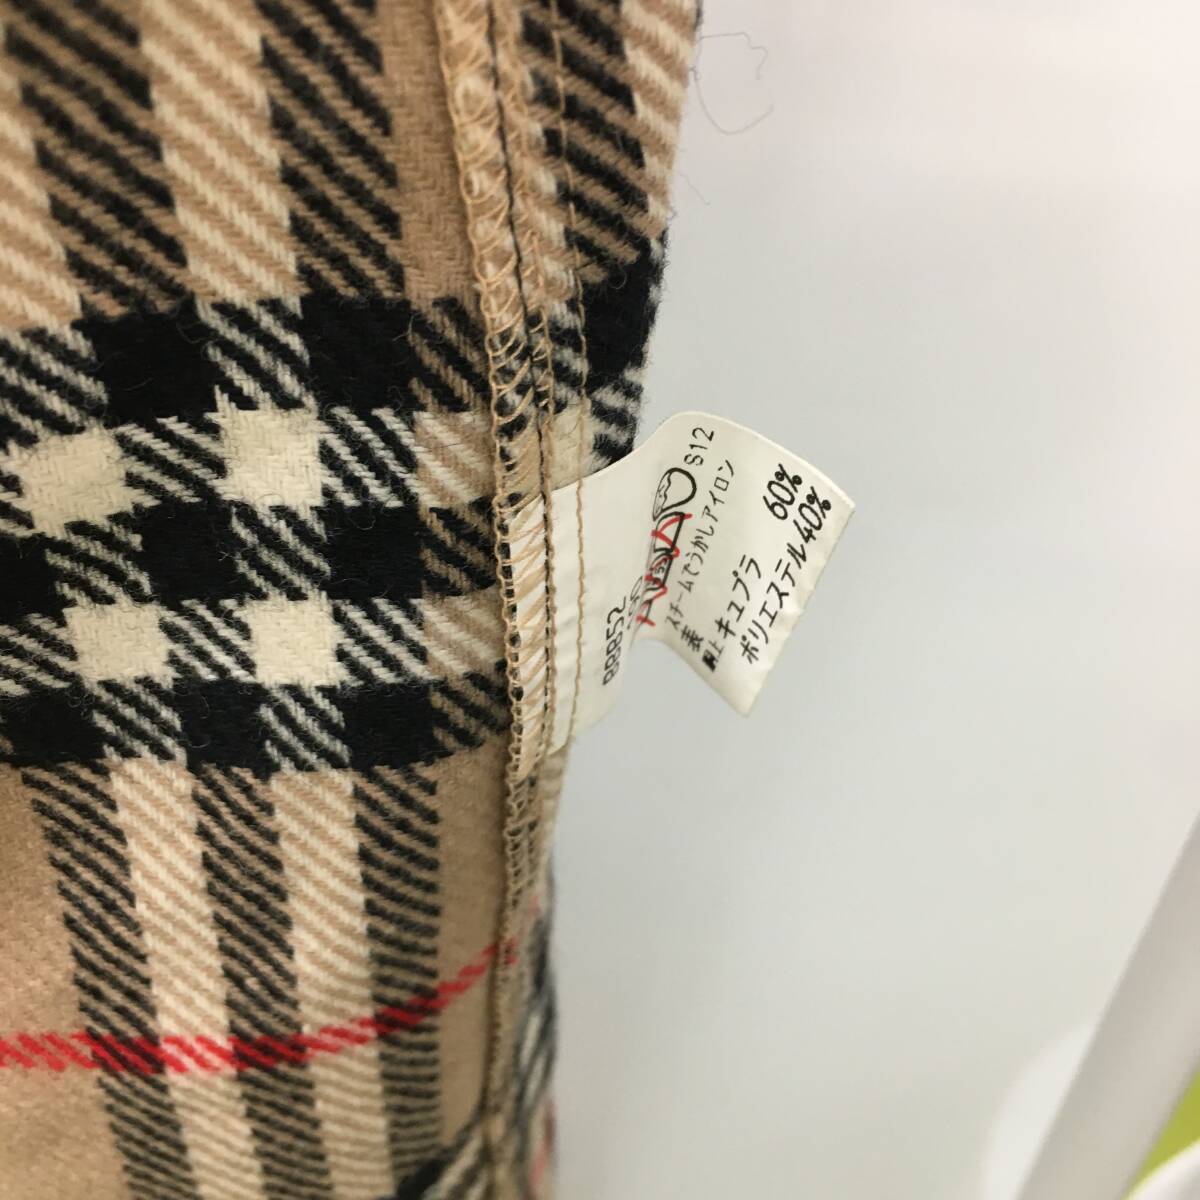 S12
スチームでうかしアイロン
表
キュプラ 60%
ポリエステル40%